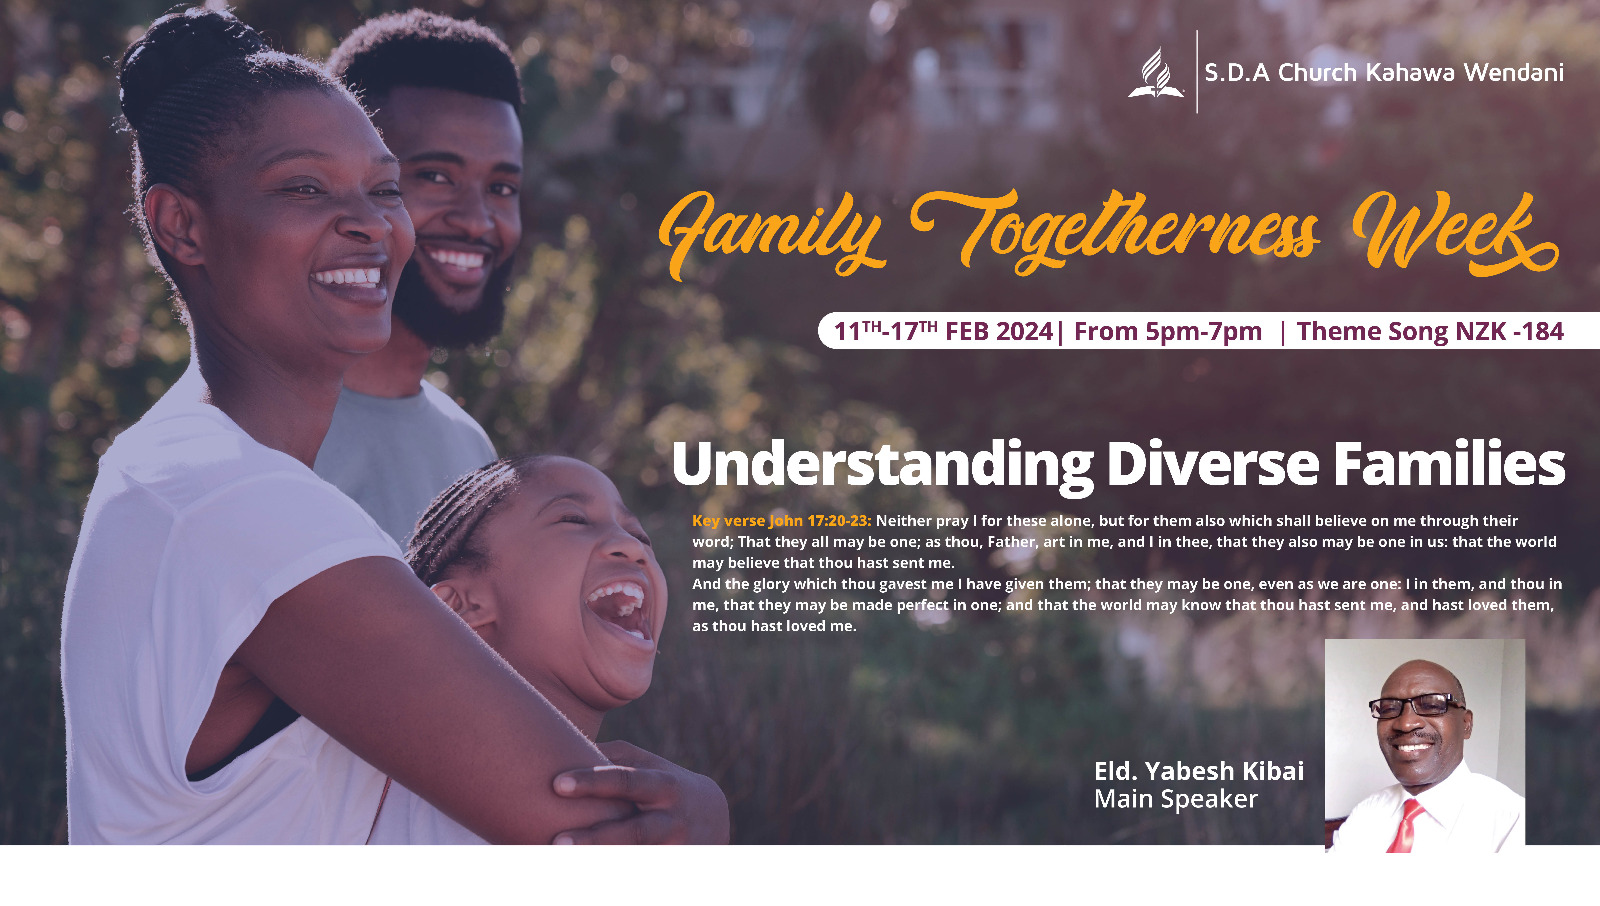 S.D.A Church Kahawa Wendani
Family Togetherness Week
11TH-17TH FEB 2024| From 5pm-7pm | Theme Song NZK -184
Understanding Diverse Families
Key verse John 17:20-23: Neither pray I for these alone, but for them also which shall believe on me through their
word; That they all may be one; as thou, Father, art in me, and I in thee, that they also may be one in us: that the world
may believe that thou hast sent me.
And the glory which thou gavest me I have given them; that they may be one, even as we are one: I in them, and thou in
me, that they may be made perfect in one; and that the world may know that thou hast sent me, and hast loved them,
as thou hast loved me.
Eld. Yabesh Kibai
Main Speaker